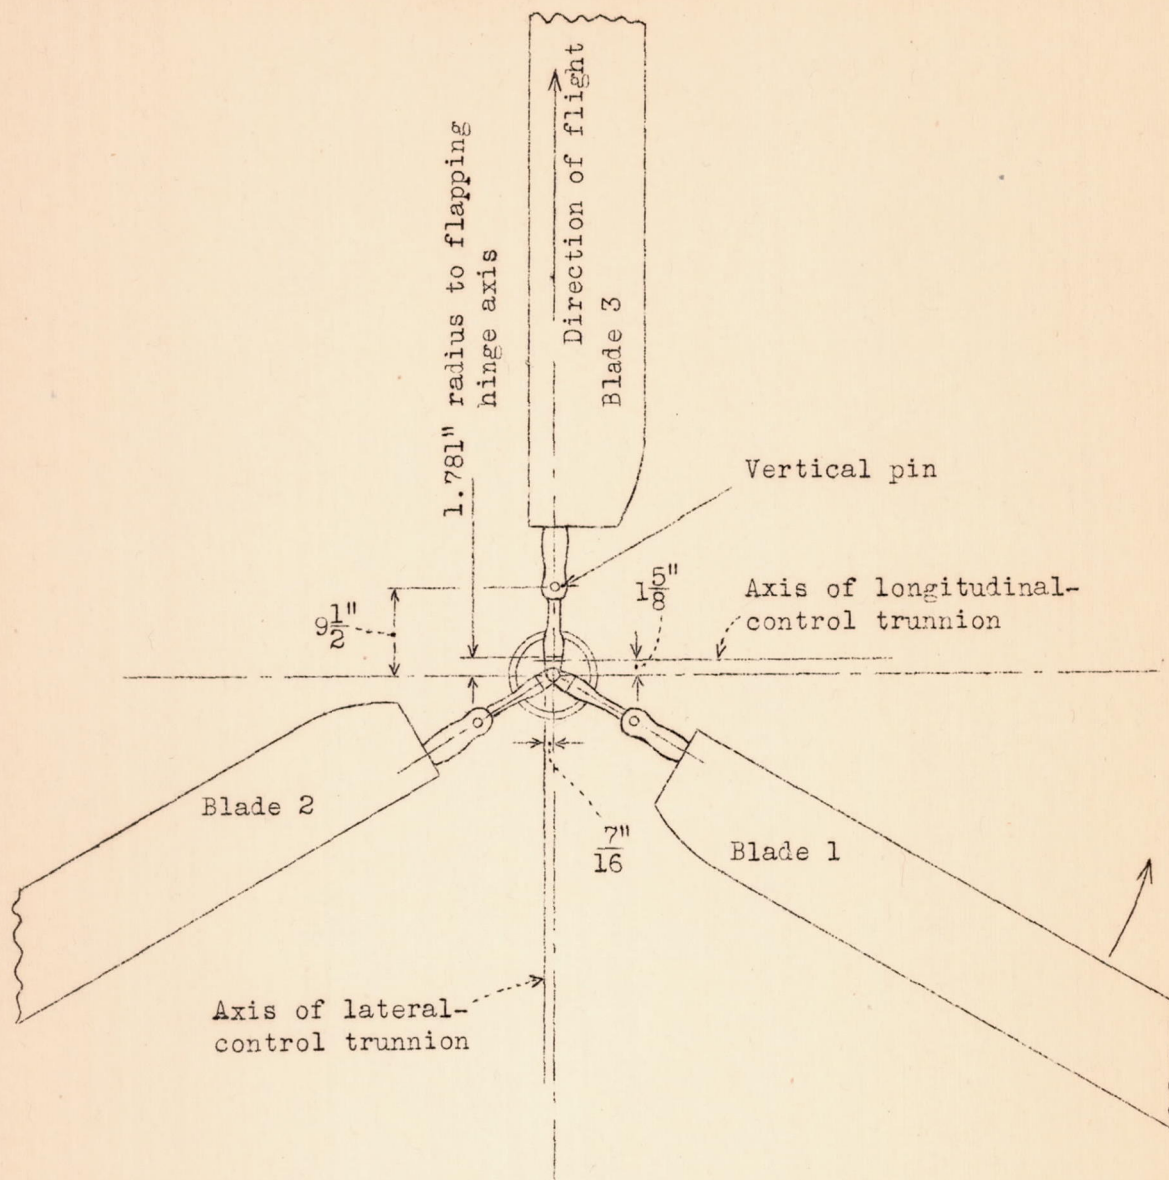 Direction of flight
Blade 3
1.781" radius to flapping
hinge axis
Vertical pin
9 1/2"
1 5/8"
Axis of longitudinal-
control trunnion
Blade 2
7/16"
Blade 1
Axis of lateral-
control trunnion